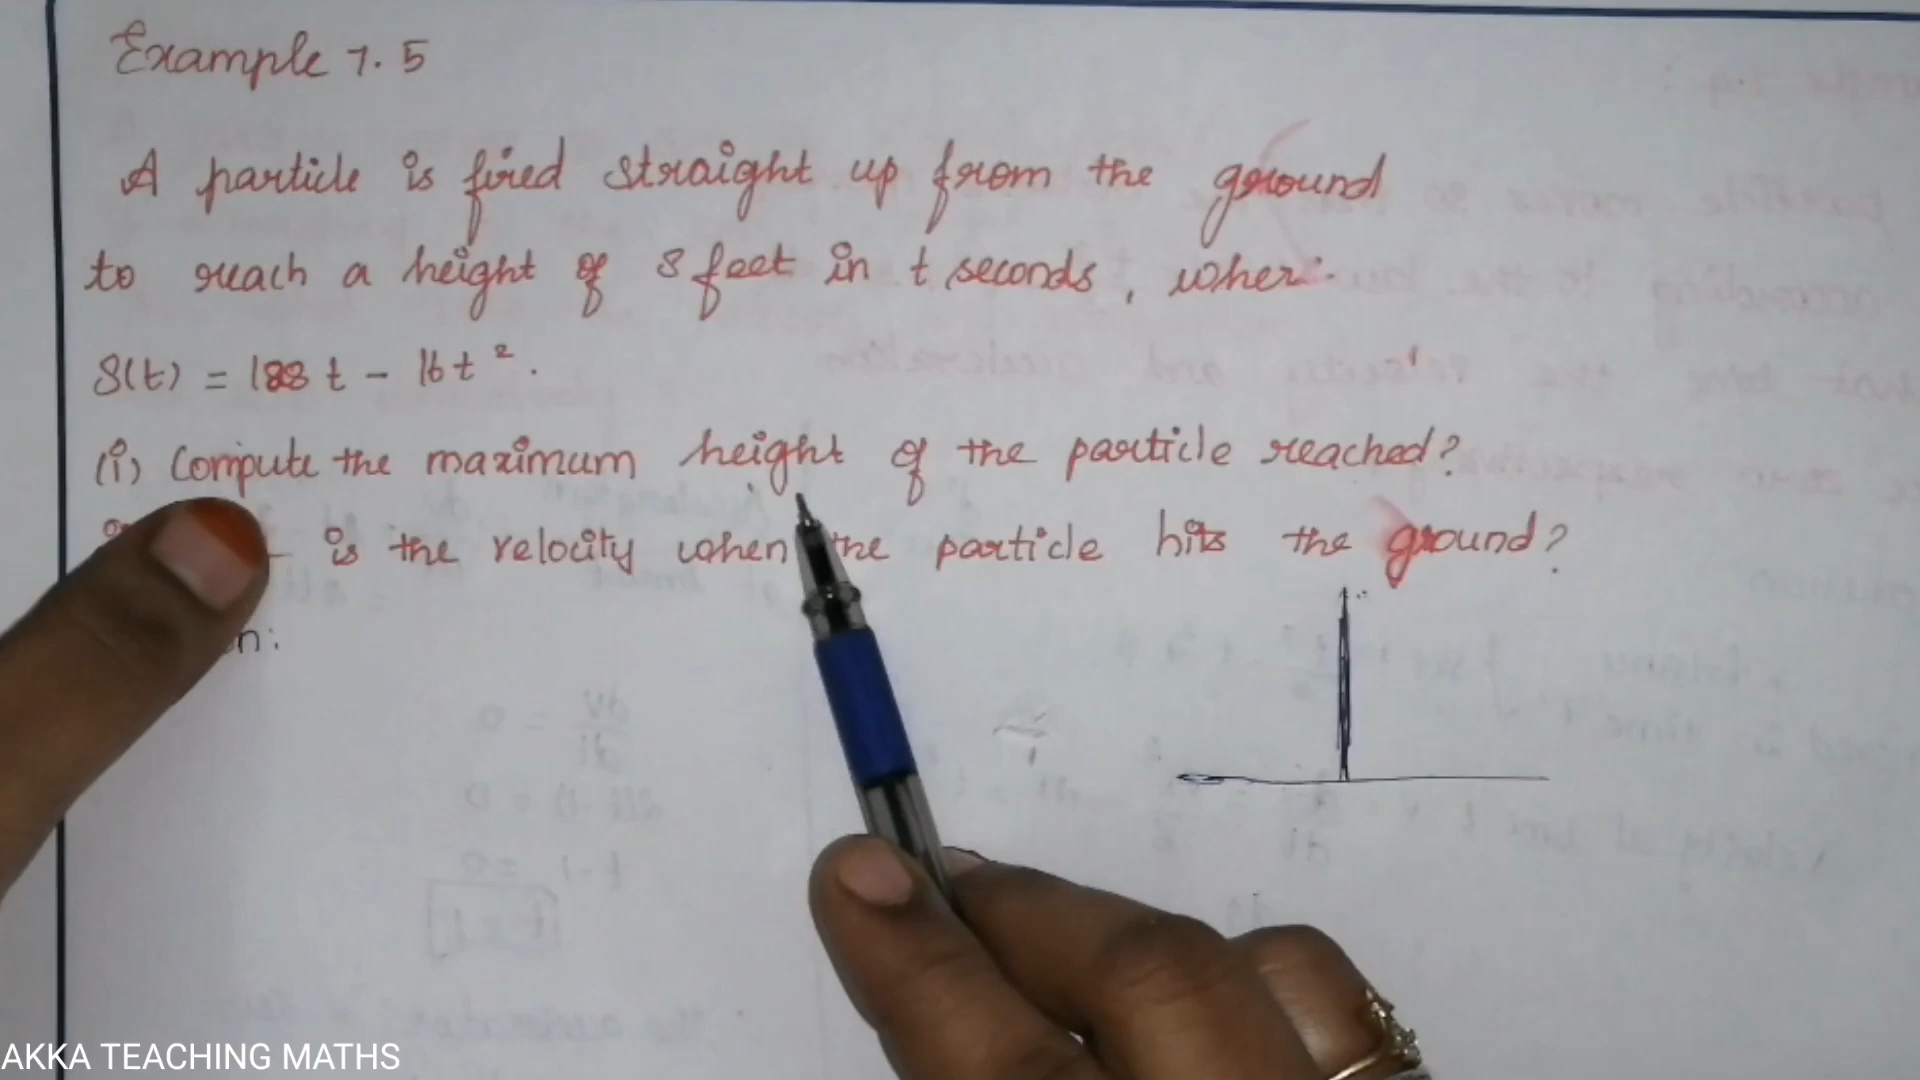 Example 7.5
A particle is fired straight up from the ground
to reach a height of s feet in t seconds, where
S(t) = 128 t - 16t².
(i) Compute the maximum height of the particle reached?
is the velocity when the particle hits the ground?
n:
AKKA TEACHING MATHS